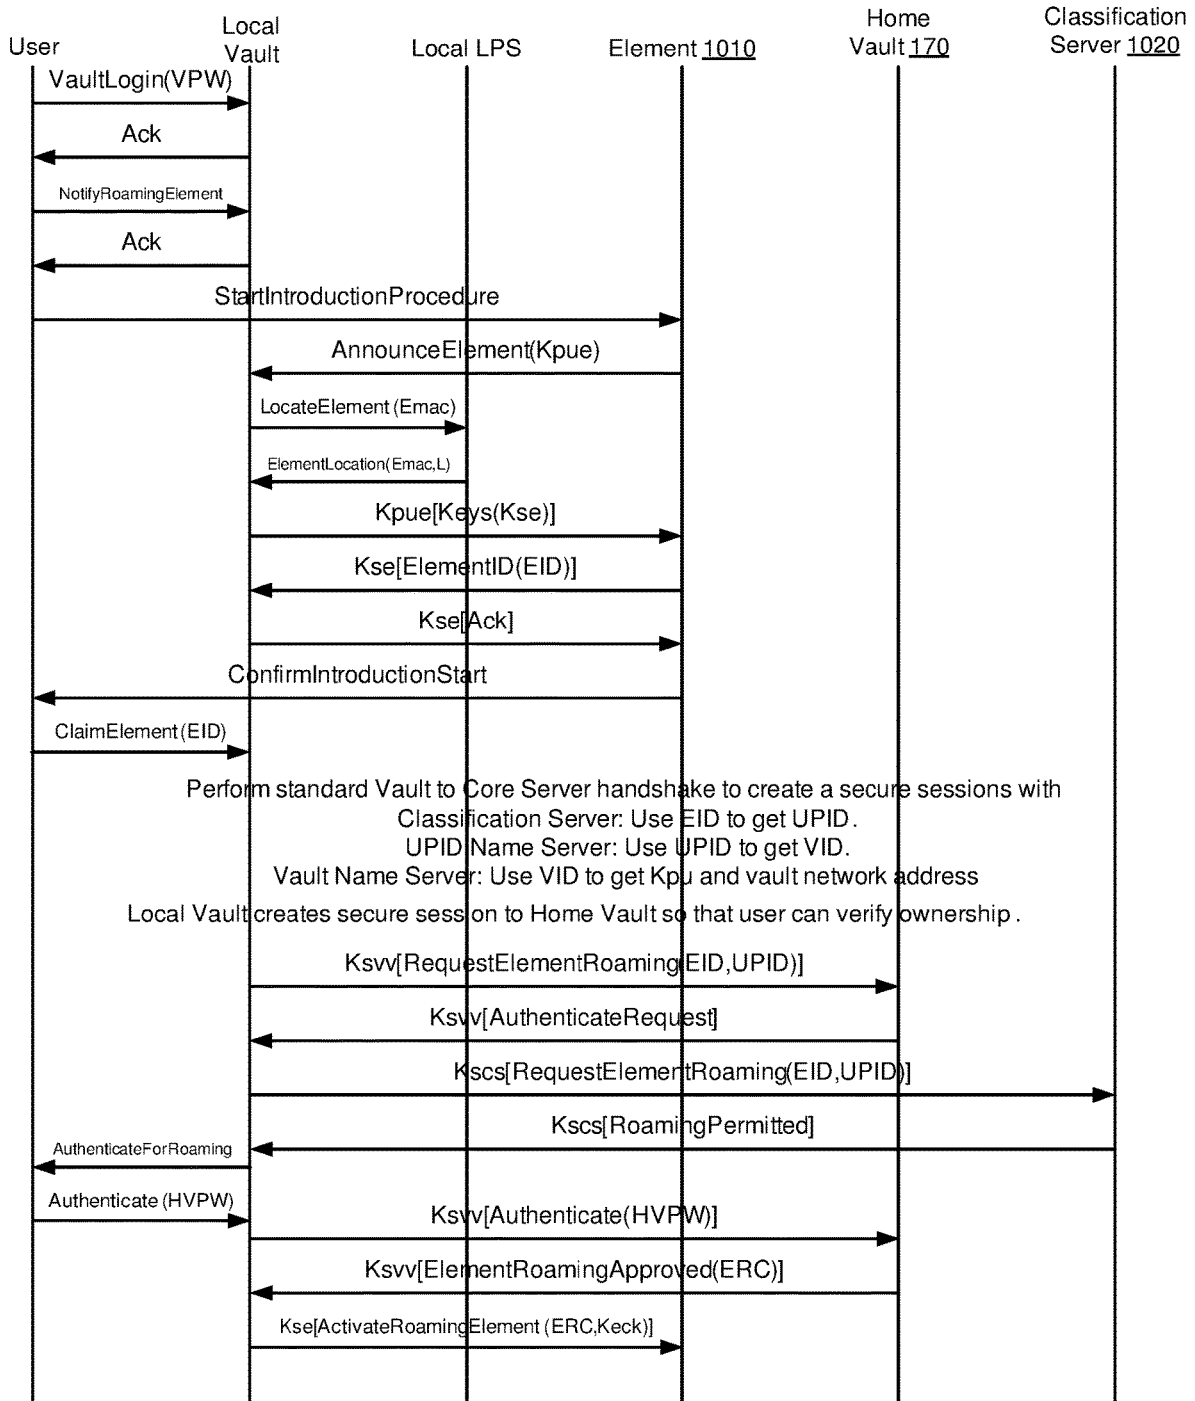 User
Local
Vault
Local LPS
Element 1010
Home
Vault 170
Classification
Server 1020
VaultLogin(VPW)
Ack
NotifyRoamingElement
Ack
StartIntroductionProcedure
AnnounceElement(Kpue)
LocateElement (Emac)
ElementLocation(Emac,L)
Kpue[Keys(Kse)]
Kse[ElementID(EID)]
Kse[Ack]
ConfirmIntroductionStart
ClaimElement (EID)
Perform standard Vault to Core Server handshake to create a secure sessions with
Classification Server: Use EID to get UPID.
UPID Name Server: Use UPID to get VID.
Vault Name Server: Use VID to get Kpu and vault network address
Local Vault creates secure session to Home Vault so that user can verify ownership.
Ksvv[RequestElementRoaming(EID,UPID)]
Ksvv[AuthenticateRequest]
Kscs[RequestElementRoaming(EID,UPID)]
Kscs[RoamingPermitted]
AuthenticateForRoaming
Authenticate (HVPW)
Ksvv[Authenticate(HVPW)]
Ksvv[ElementRoamingApproved(ERC)]
Kse[ActivateRoamingElement (ERC,Keck)]